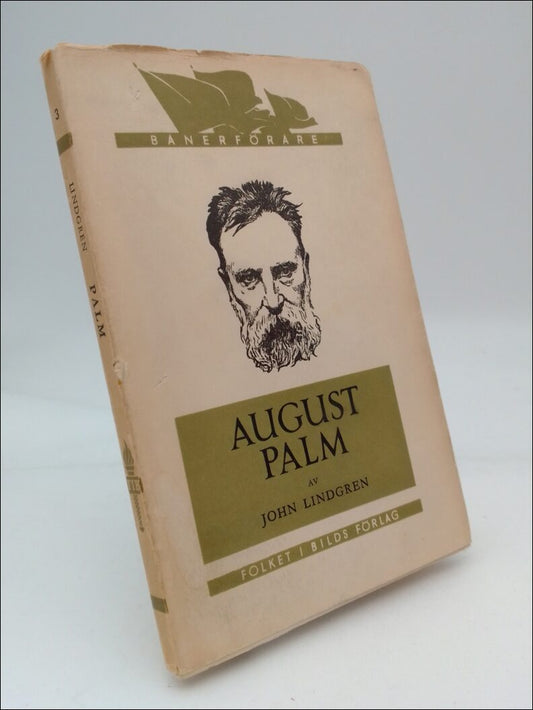 BANERFÖRARE
AUGUST
PALM
AV
JOHN LINDGREN
FOLKET I BILDS FÖRLAG
3
LINDGREN PALM